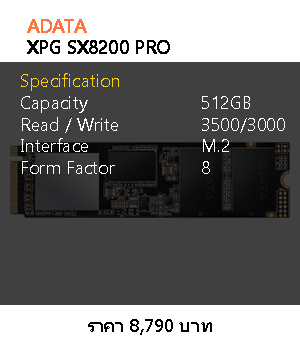 ADATA
XPG SX8200 PRO
Specification
Capacity 512GB
Read / Write 3500/3000
Interface M.2
Form Factor 8
ราคา 8,790 บาท